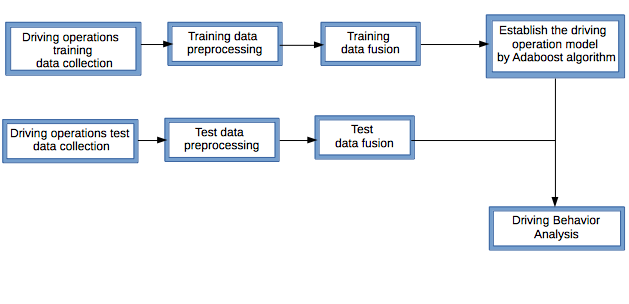 Driving operations
training
data collection
Training data
preprocessing
Training
data fusion
Establish the driving
operation model
by Adaboost algorithm
Driving operations test
data collection
Test data
preprocessing
Test
data fusion
Driving Behavior
Analysis